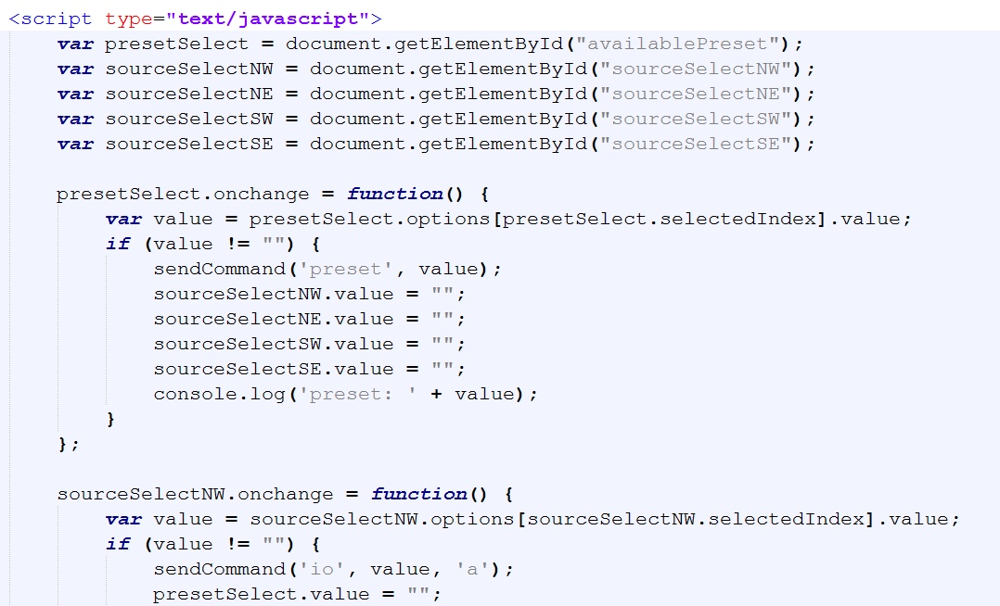 <script type="text/javascript">
    var presetSelect = document.getElementById("availablePreset");
    var sourceSelectNW = document.getElementById("sourceSelectNW");
    var sourceSelectNE = document.getElementById("sourceSelectNE");
    var sourceSelectSW = document.getElementById("sourceSelectSW");
    var sourceSelectSE = document.getElementById("sourceSelectSE");

    presetSelect.onchange = function() {
        var value = presetSelect.options[presetSelect.selectedIndex].value;
        if (value != "") {
            sendCommand('preset', value);
            sourceSelectNW.value = "";
            sourceSelectNE.value = "";
            sourceSelectSW.value = "";
            sourceSelectSE.value = "";
            console.log('preset: ' + value);
        }
    };

    sourceSelectNW.onchange = function() {
        var value = sourceSelectNW.options[sourceSelectNW.selectedIndex].value;
        if (value != "") {
            sendCommand('io', value, 'a');
            presetSelect.value = "";